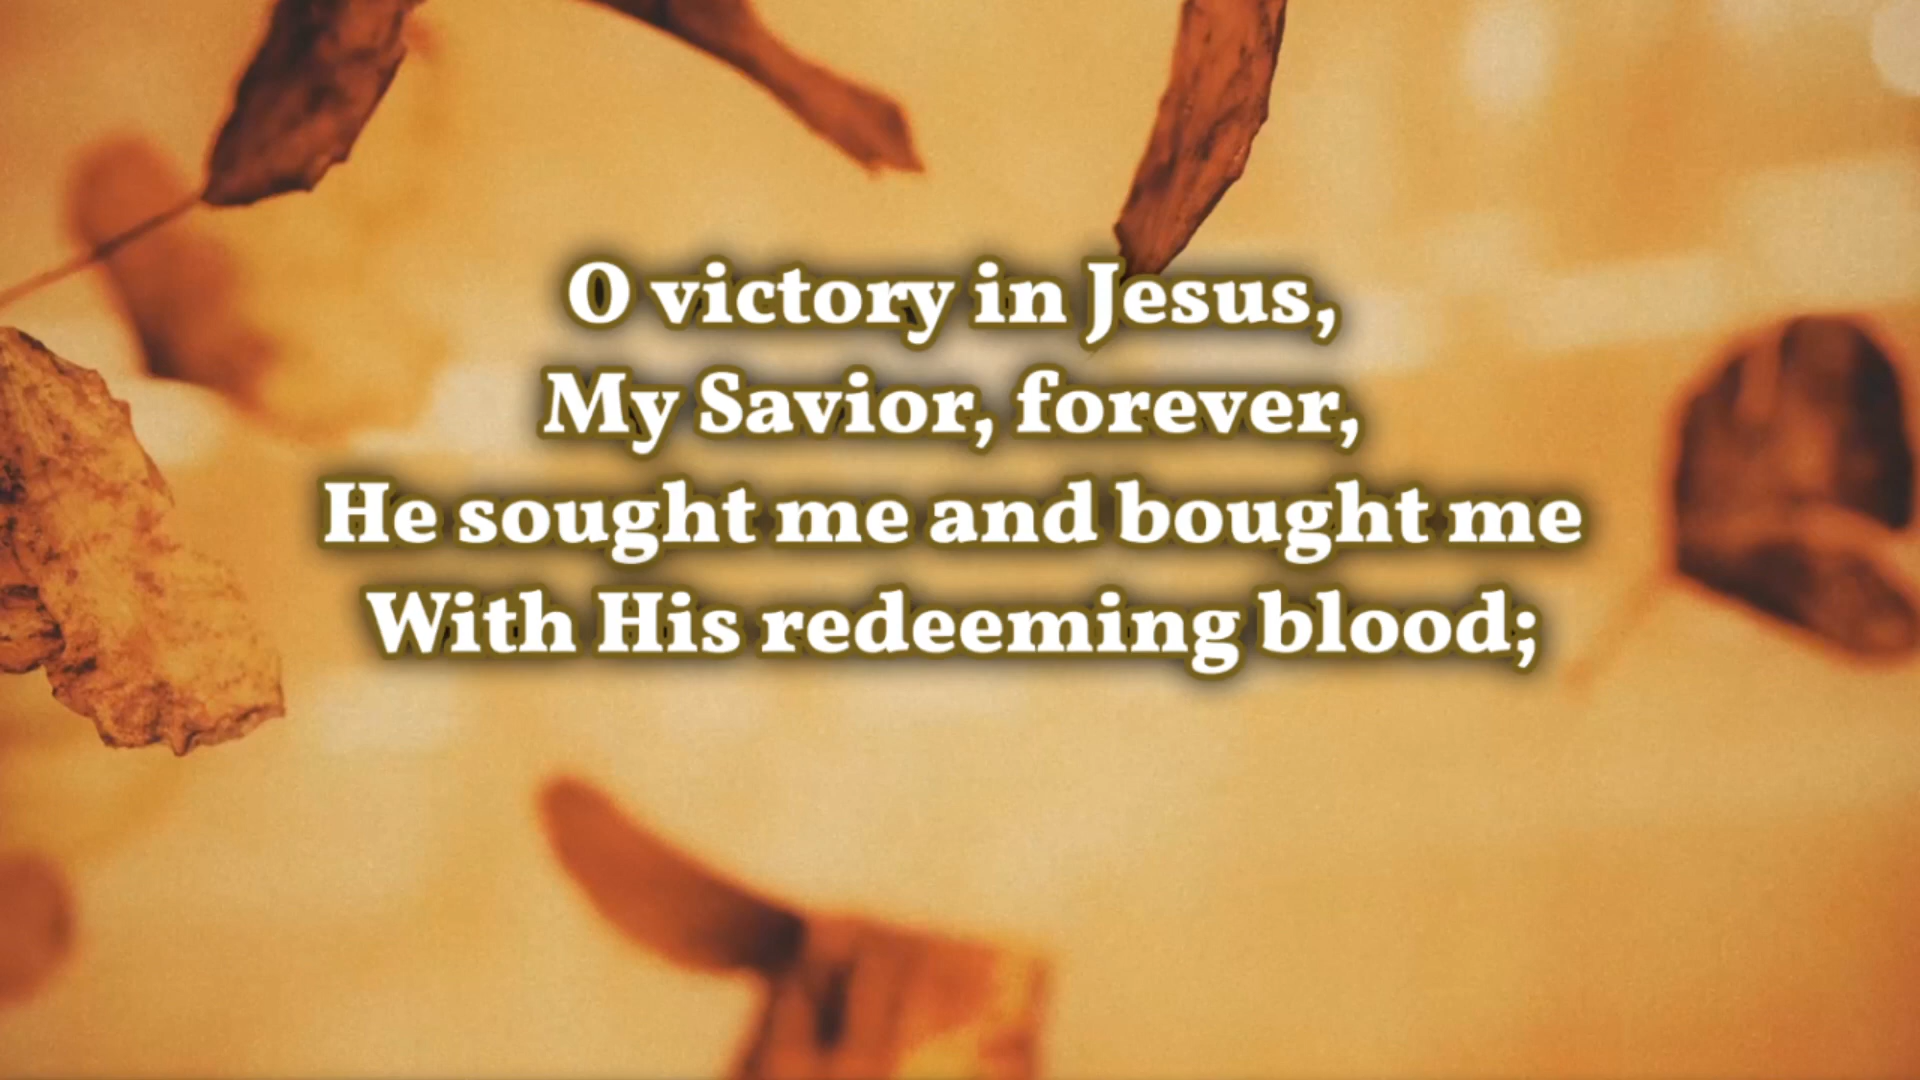 O victory in Jesus,
My Savior, forever,
He sought me and bought me
With His redeeming blood;